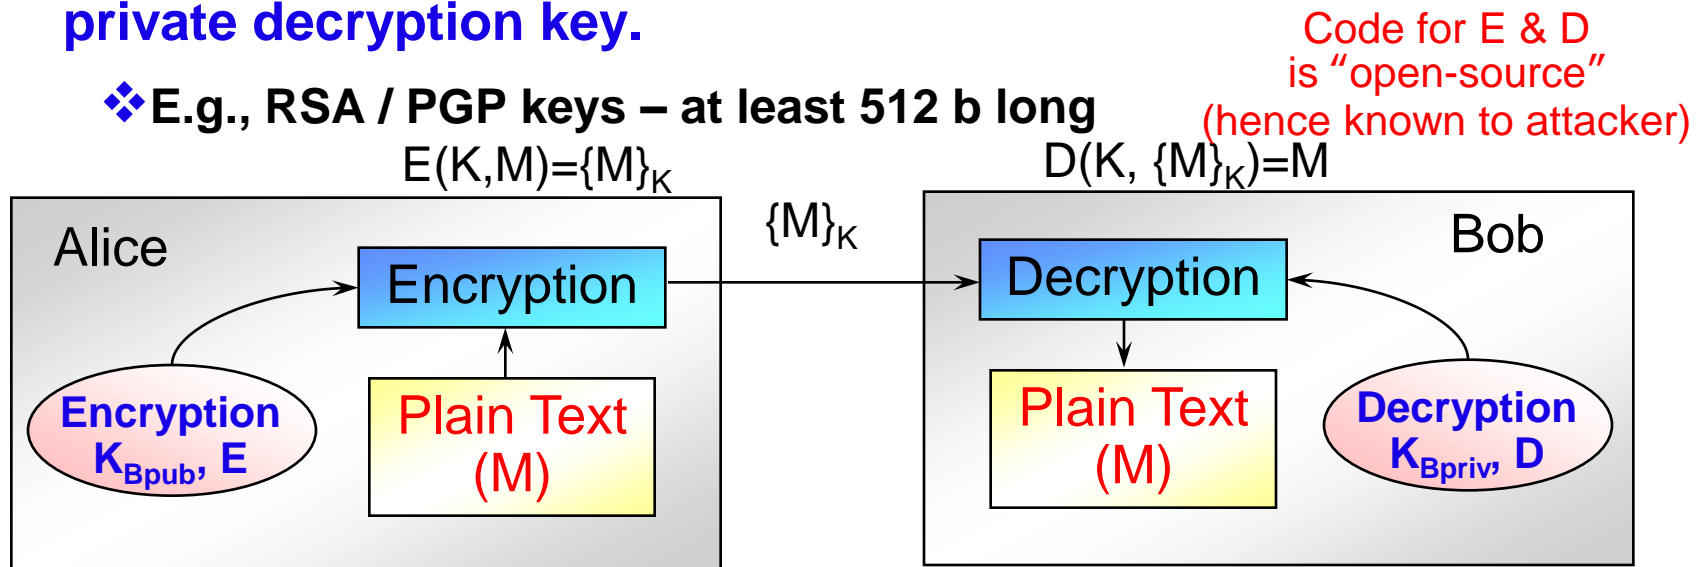 private decryption key.
Code for E & D
is “open-source”
(hence known to attacker)
❖E.g., RSA / PGP keys – at least 512 b long
E(K,M)={M}K
D(K, {M}K)=M
{M}K
Alice
Encryption
Encryption
KBpub, E
Plain Text
(M)
Bob
Decryption
Plain Text
(M)
Decryption
KBpriv, D